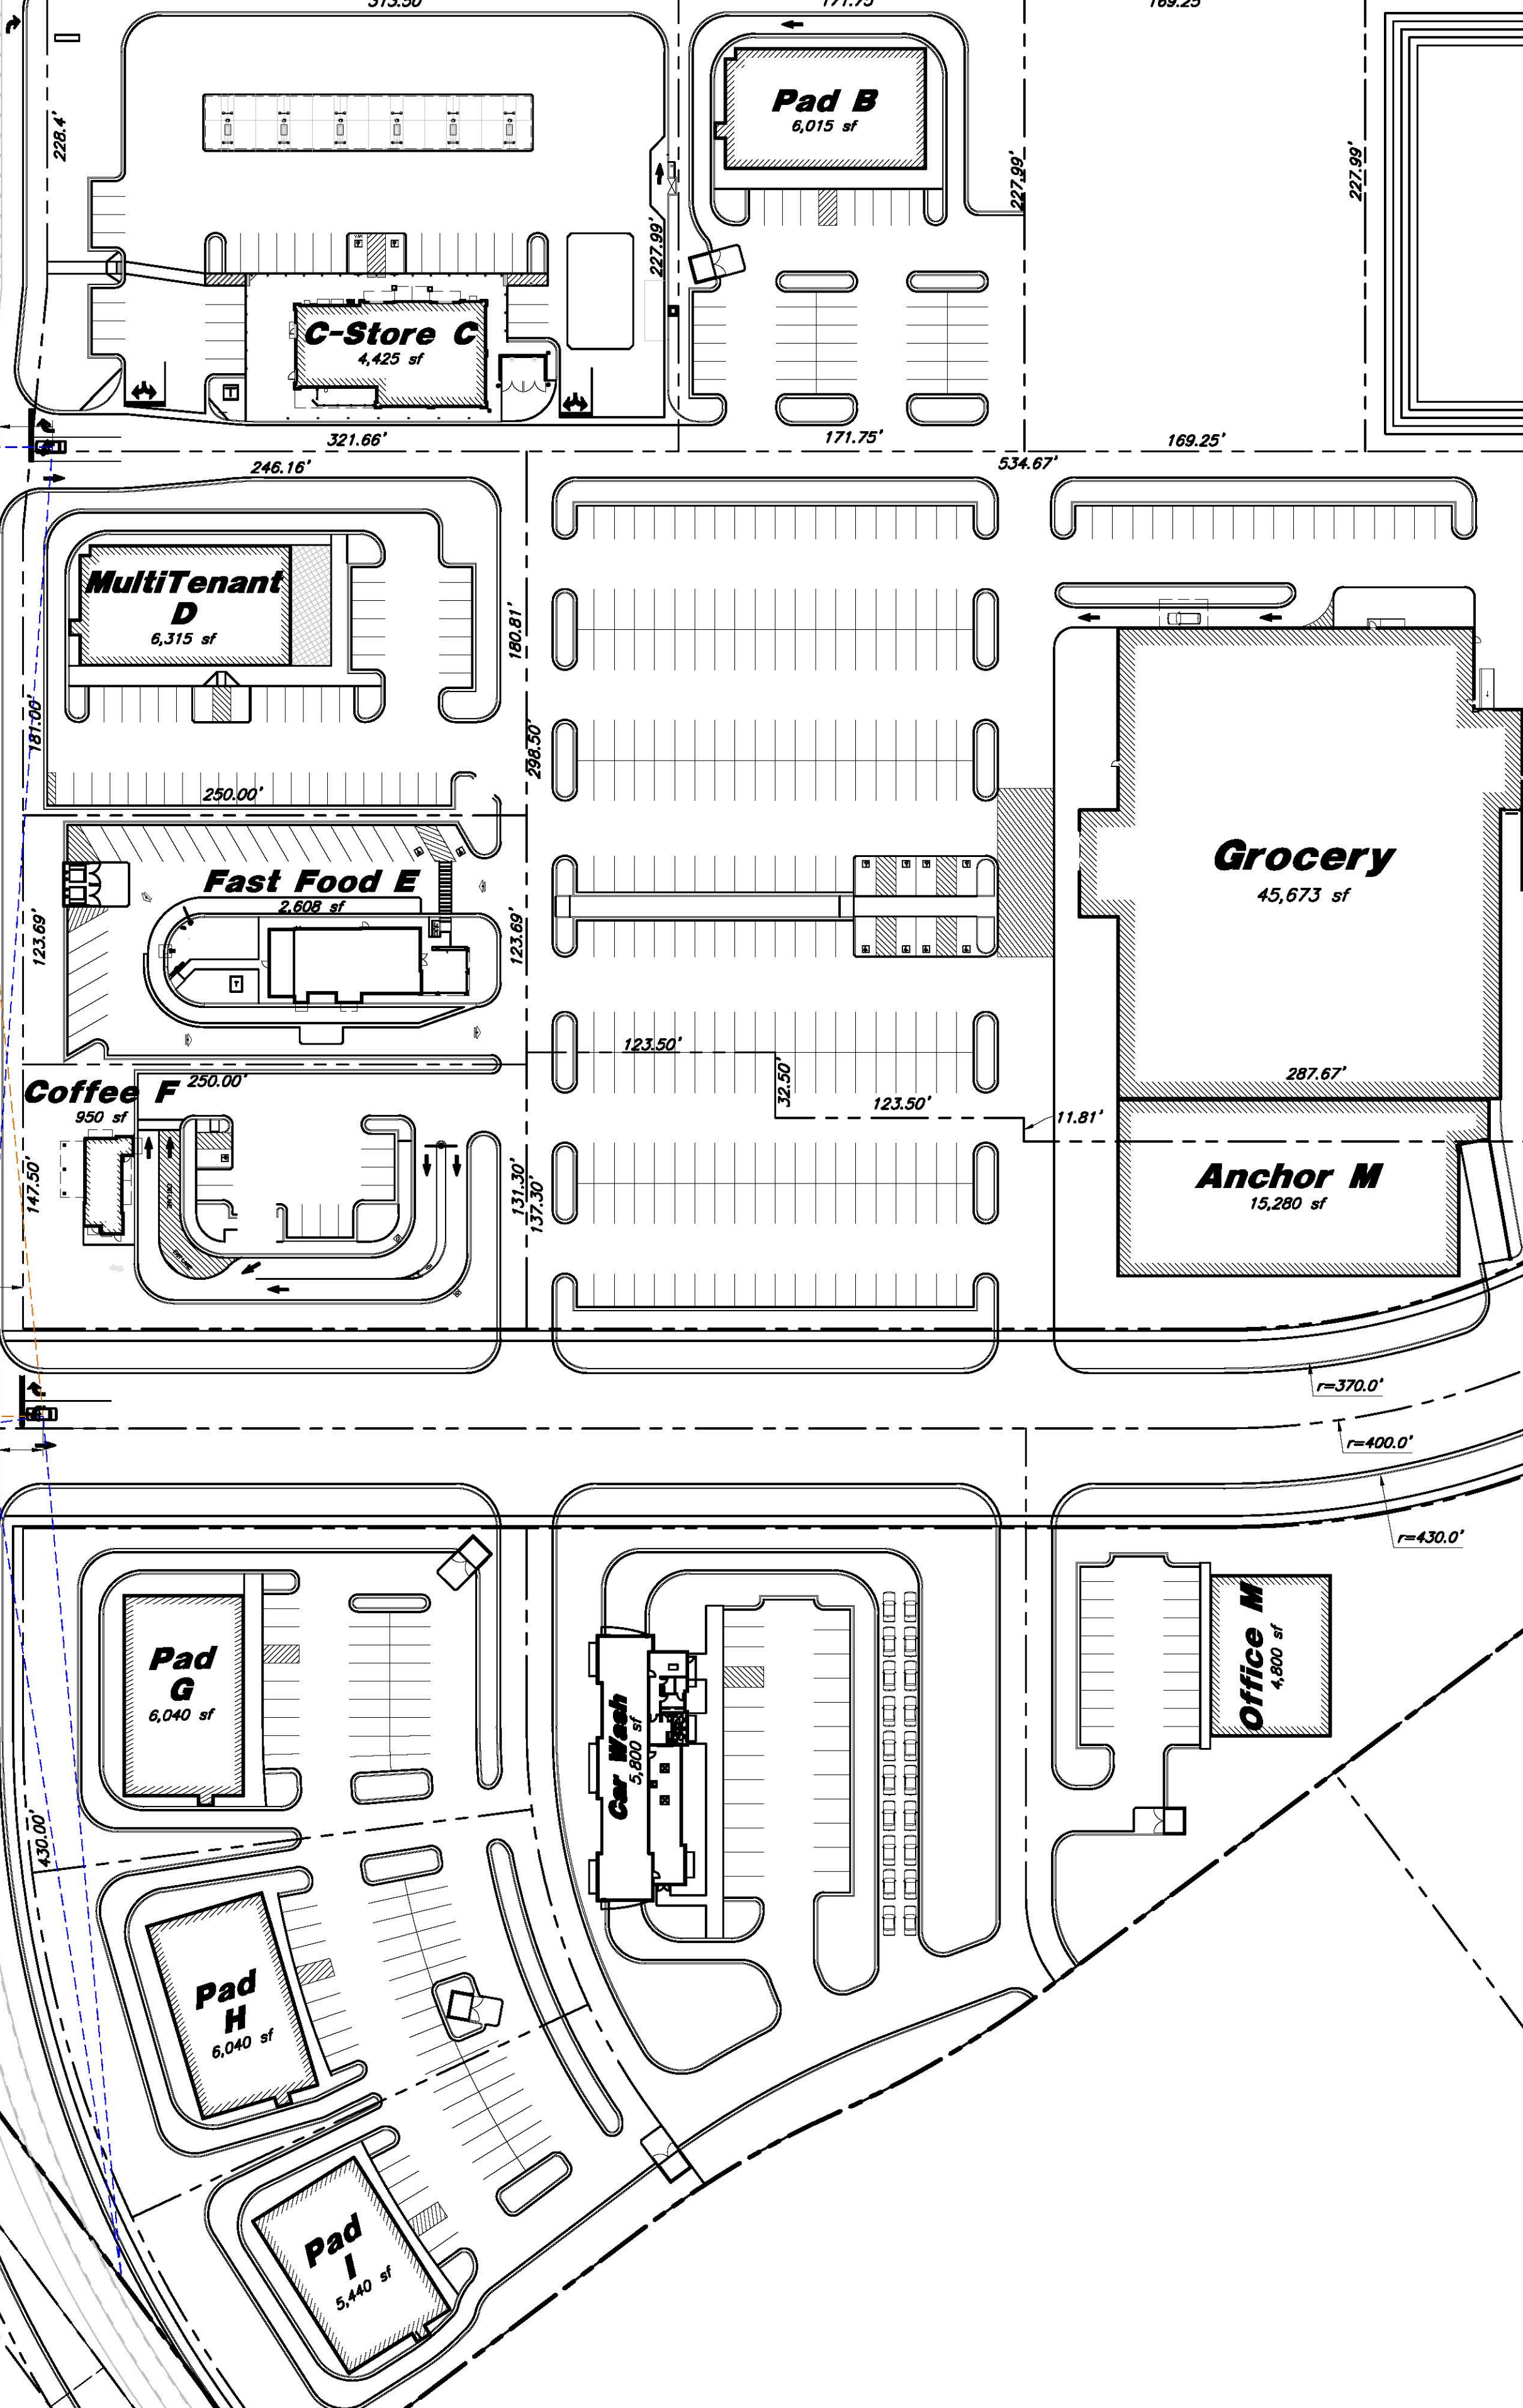 313.50'
171.75'
169.25'
228.4'
Pad B
6,015 sf
227.99'
227.99'
227.99'
C-Store C
4,425 sf
321.66'
171.75'
169.25'
246.16'
534.67'
MultiTenant
D
6,315 sf
180.81'
181.00'
298.50'
250.00'
Grocery
45,673 sf
Fast Food E
2,608 sf
123.69'
123.69'
123.50'
32.50'
123.50'
11.81'
287.67'
Coffee F
250.00'
950 sf
147.50'
131.30'
137.30'
Anchor M
15,280 sf
r=370.0'
r=400.0'
r=430.0'
Pad
G
6,040 sf
Car Wash
5,800 sf
Office M
4,800 sf
430.00'
Pad
H
6,040 sf
Pad
I
5,440 sf